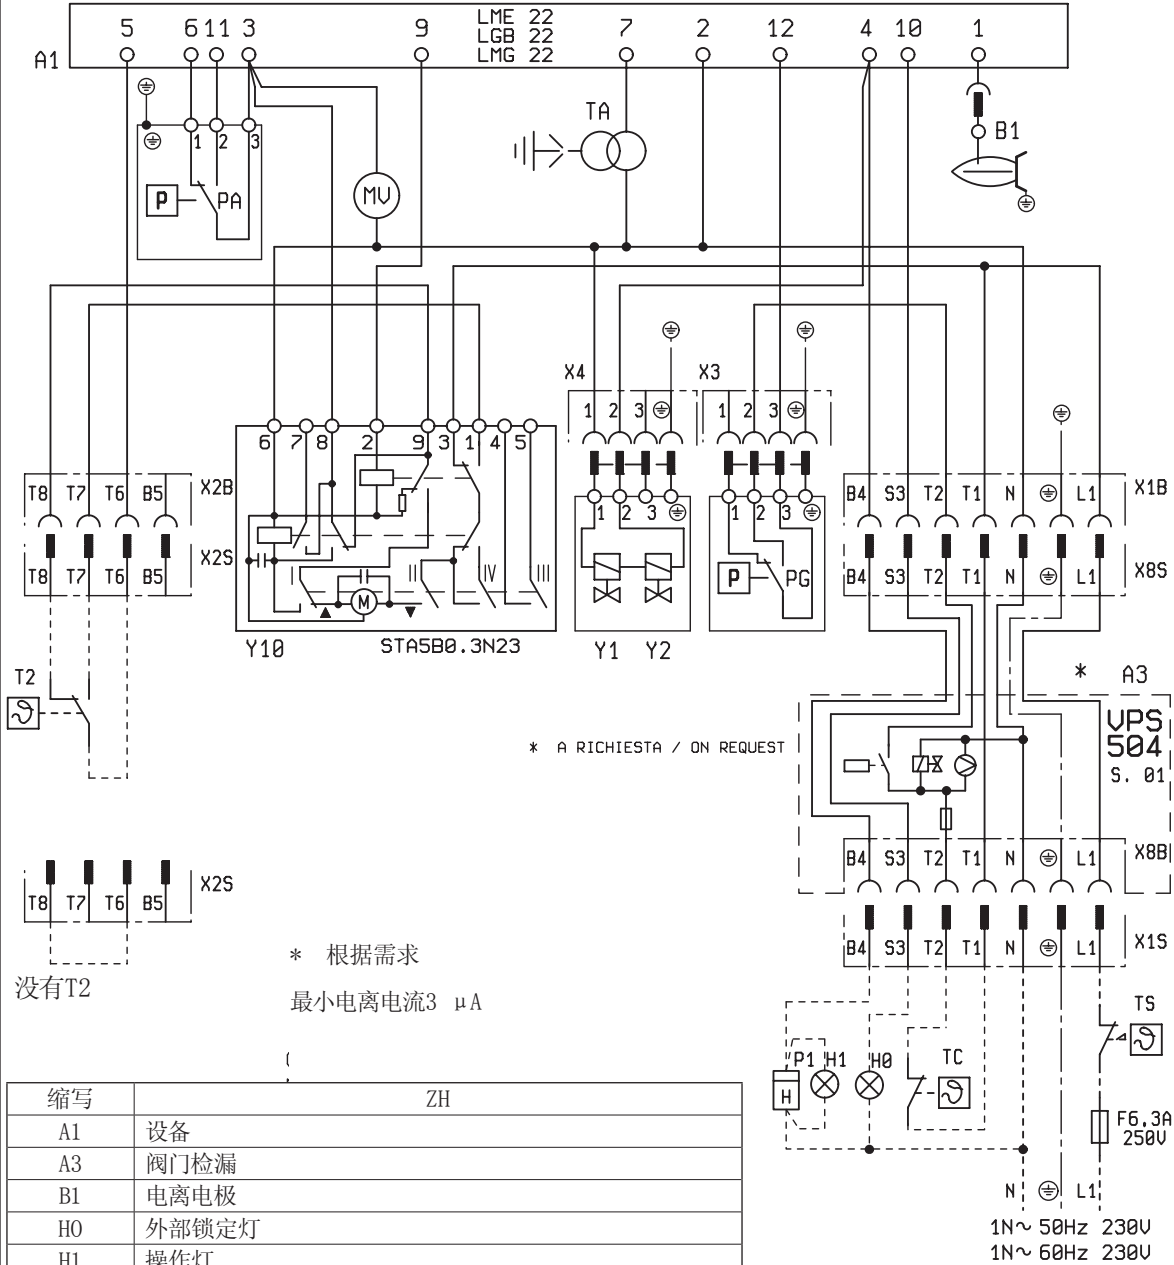 LME 22
LGB 22
LMG 22
5 6 11 3 9 7 2 12 4 10 1
A1
TA
B1
1 2 3
P
PA
MV
X4
X3
1 2 3
1 2 3
6 7 8 2 9 3 1 4 5
T8 T7 T6 B5
X2B
X2S
T8 T7 T6 B5
I II IV III
M
Y10
STA5B0.3N23
1 2 3
Y1 Y2
1 2 3
P
PG
B4 S3 T2 T1 N L1
X1B
X8S
B4 S3 T2 T1 N L1
T2
* A3
VPS
504
S. 01
* A RICHIESTA / ON REQUEST
B4 S3 T2 T1 N L1
X8B
X1S
B4 S3 T2 T1 N L1
X2S
T8 T7 T6 B5
没有T2
* 根据需求
最小电离电流3 μA
TS
P1 H1 H0 TC
H
F6,3A
250V
N L1
1N~ 50Hz 230V
1N~ 60Hz 230V
缩写 ZH
A1 设备
A3 阀门检漏
B1 电离电极
H0 外部锁定灯
H1 操作灯